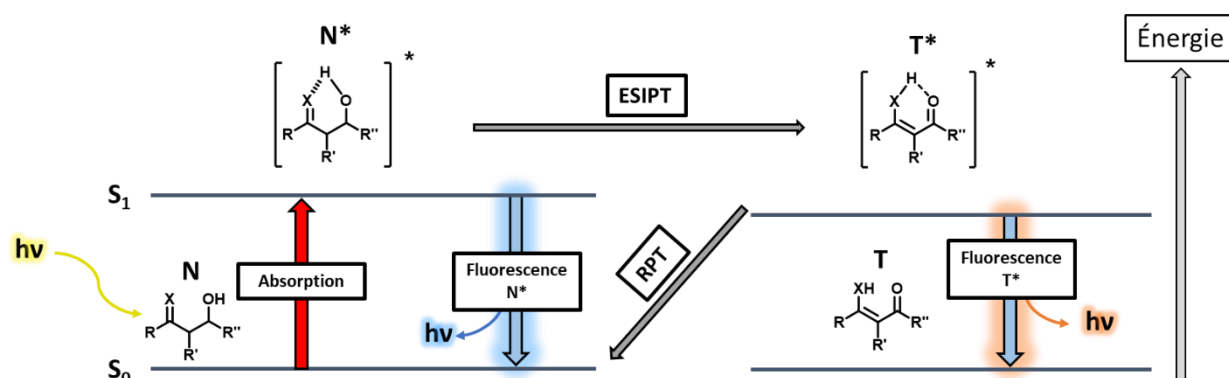 N*
T*
Énergie
*
*
H
X
O
R
R''
R'
ESIPT
H
X
O
R
R''
R'
S₁
hν
N
Absorption
Fluorescence
N*
RPT
T
Fluorescence
T*
X
OH
R
R''
R'
hν
XH
O
R
R''
R'
hν
S₀